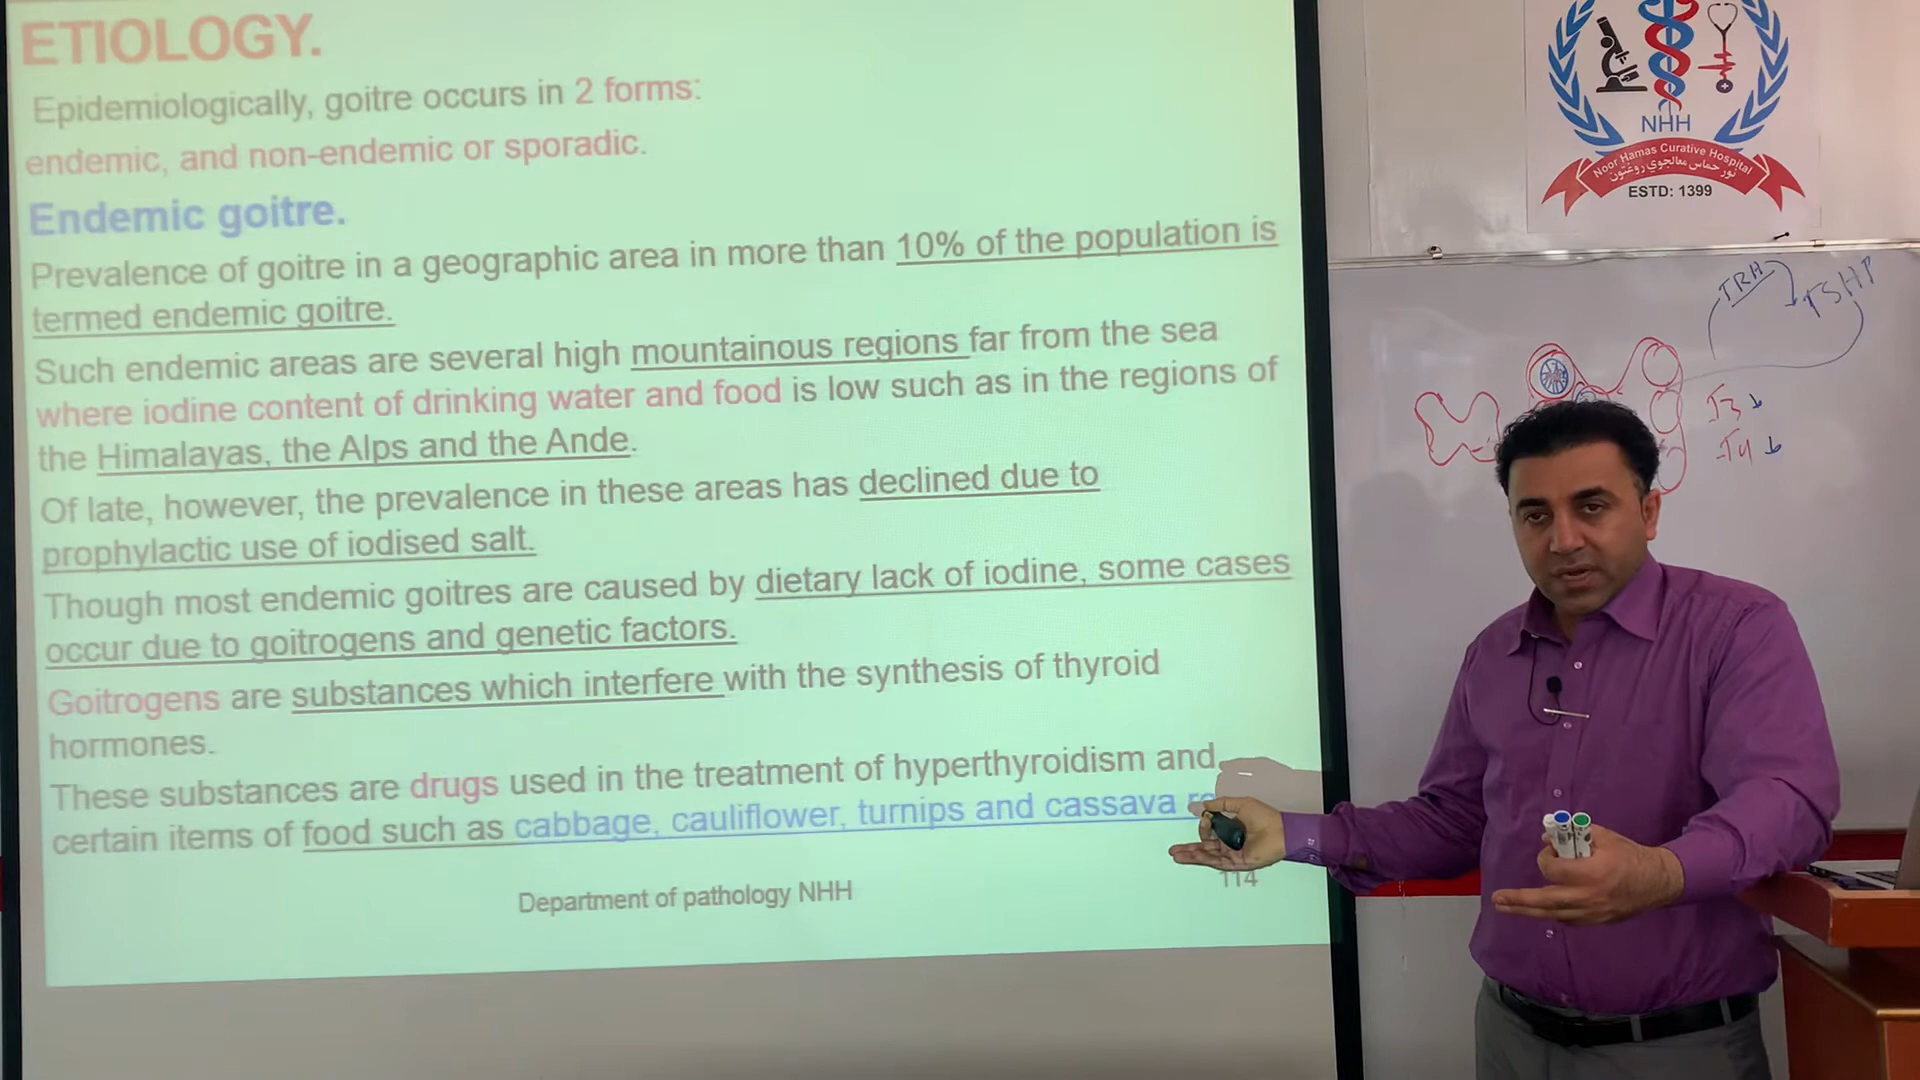 ETIOLOGY.
Epidemiologically, goitre occurs in 2 forms:
endemic, and non-endemic or sporadic.
Endemic goitre.
Prevalence of goitre in a geographic area in more than 10% of the population is
termed endemic goitre.
Such endemic areas are several high mountainous regions far from the sea
where iodine content of drinking water and food is low such as in the regions of
the Himalayas, the Alps and the Ande.
Of late, however, the prevalence in these areas has declined due to
prophylactic use of iodised salt.
Though most endemic goitres are caused by dietary lack of iodine, some cases
occur due to goitrogens and genetic factors.
Goitrogens are substances which interfere with the synthesis of thyroid
hormones.
These substances are drugs used in the treatment of hyperthyroidism and
certain items of food such as cabbage, cauliflower, turnips and cassava
Department of pathology NHH
114
NHH
Noor Hamas Curative Hospital
نور حماس معالجوي روغتون
ESTD: 1399
TRH
T3
T4